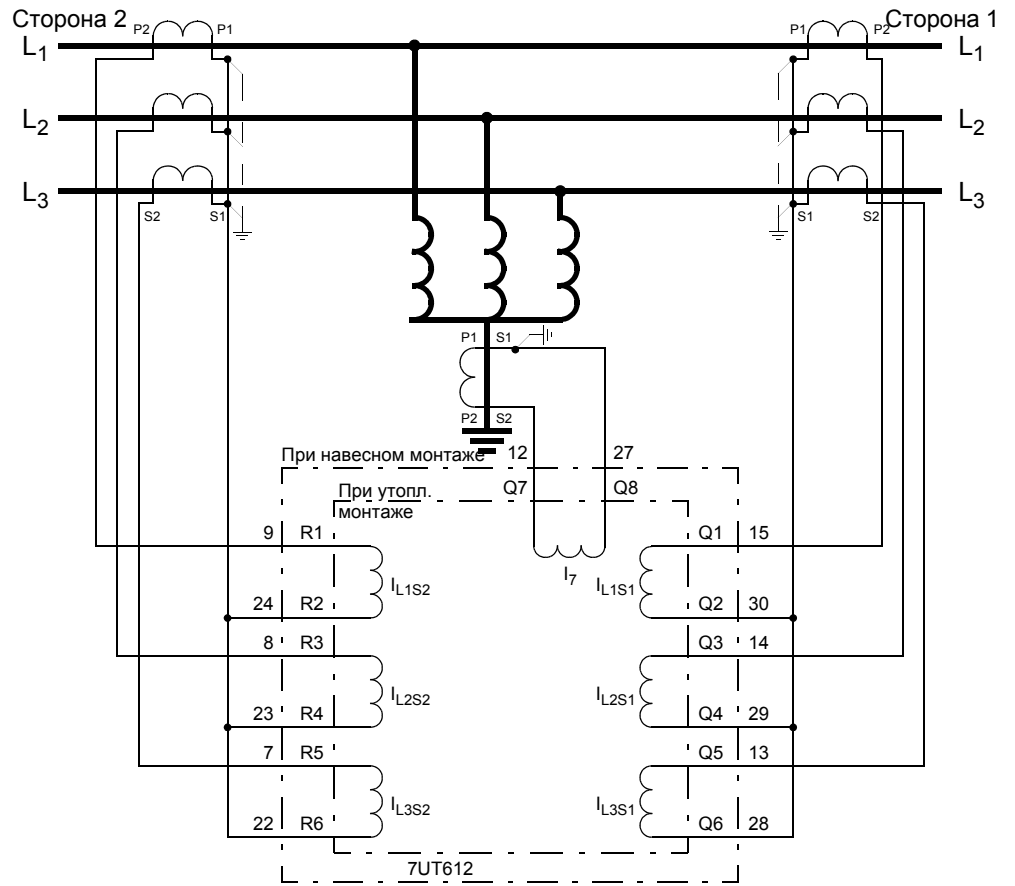 Сторона 2
Сторона 1
P2 P1
P1 P2
L1
L1
L2
L2
L3
L3
S2 S1
S1 S2
P1 S1
P2 S2
При навесном монтаже 12 27
При утопл. монтаже
Q7 Q8
9 R1
Q1 15
I7
IL1S2
IL1S1
24 R2
Q2 30
8 R3
Q3 14
IL2S2
IL2S1
23 R4
Q4 29
7 R5
Q5 13
IL3S2
IL3S1
22 R6
Q6 28
7UT612